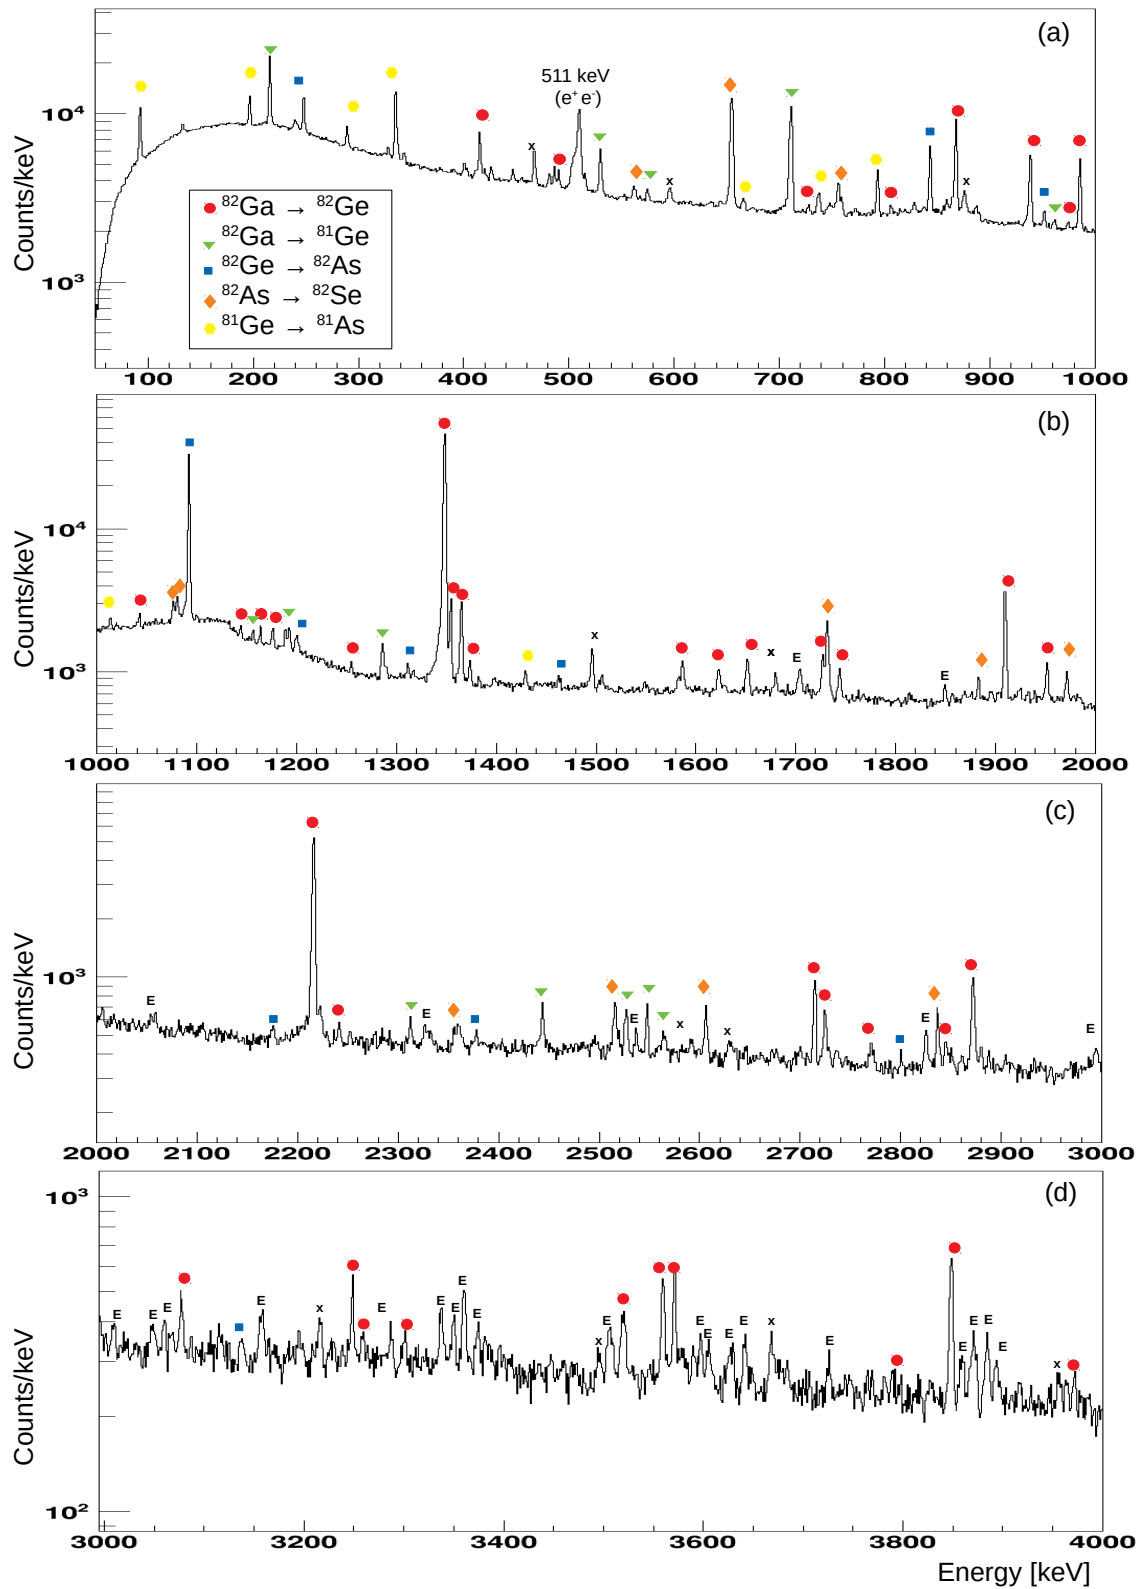 (a)
511 keV
(e⁺ e⁻)
10⁴
x
x
x
Counts/keV
⁸²Ga → ⁸²Ge
⁸²Ga → ⁸¹Ge
⁸²Ge → ⁸²As
⁸²As → ⁸²Se
⁸¹Ge → ⁸¹As
10³
100 200 300 400 500 600 700 800 900 1000
(b)
10⁴
Counts/keV
x x E
10³
E
1000 1100 1200 1300 1400 1500 1600 1700 1800 1900 2000
(c)
Counts/keV
10³
E E E x x E E
2000 2100 2200 2300 2400 2500 2600 2700 2800 2900 3000
(d)
10³
E E E E x E E E E E x E E E E E x E E E E E x
Counts/keV
10²
3000 3200 3400 3600 3800 4000
Energy [keV]